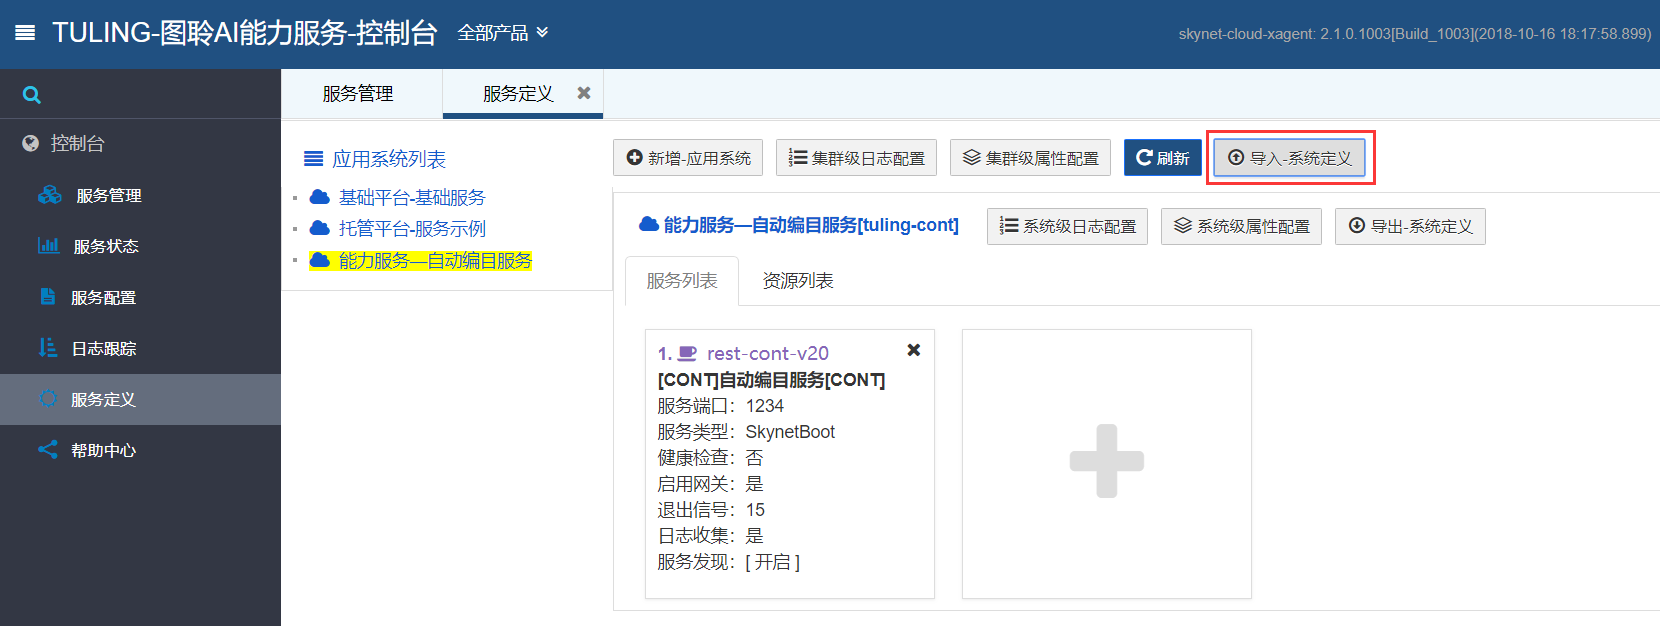 TULING-图聆AI能力服务-控制台 全部产品
skynet-cloud-xagent: 2.1.0.1003[Build_1003](2018-10-16 18:17:58.899)
控制台
服务管理
服务状态
服务配置
日志跟踪
服务定义
帮助中心
服务管理 服务定义
应用系统列表
基础平台-基础服务
托管平台-服务示例
能力服务—自动编目服务
新增-应用系统 集群级日志配置 集群级属性配置 刷新 导入-系统定义
能力服务—自动编目服务[tuling-cont] 系统级日志配置 系统级属性配置 导出-系统定义
服务列表 资源列表
1. rest-cont-v20
[CONT]自动编目服务[CONT]
服务端口：1234
服务类型：SkynetBoot
健康检查：否
启用网关：是
退出信号：15
日志收集：是
服务发现：[ 开启 ]